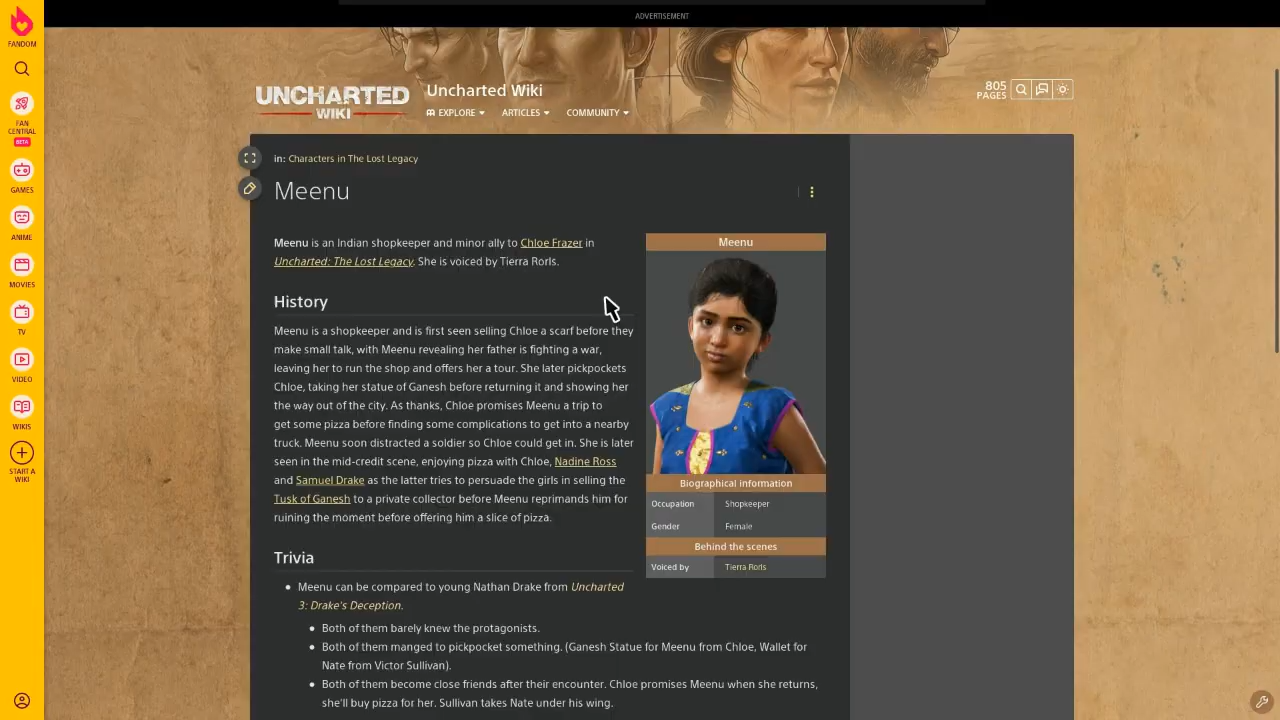 ADVERTISEMENT
FANDOM
FAN
CENTRAL
BETA
GAMES
ANIME
MOVIES
TV
VIDEO
WIKIS
START A
WIKI
UNCHARTED
WIKI
Uncharted Wiki
EXPLORE
ARTICLES
COMMUNITY
805
PAGES
in: Characters in The Lost Legacy
Meenu
Meenu is an Indian shopkeeper and minor ally to Chloe Frazer in
Uncharted: The Lost Legacy. She is voiced by Tierra Rorls.
History
Meenu is a shopkeeper and is first seen selling Chloe a scarf before they
make small talk, with Meenu revealing her father is fighting a war,
leaving her to run the shop and offers her a tour. She later pickpockets
Chloe, taking her statue of Ganesh before returning it and showing her
the way out of the city. As thanks, Chloe promises Meenu a trip to
get some pizza before finding some complications to get into a nearby
truck. Meenu soon distracted a soldier so Chloe could get in. She is later
seen in the mid-credit scene, enjoying pizza with Chloe, Nadine Ross
and Samuel Drake as the latter tries to persuade the girls in selling the
Tusk of Ganesh to a private collector before Meenu reprimands him for
ruining the moment before offering him a slice of pizza.
Meenu
Biographical information
Occupation Shopkeeper
Gender Female
Behind the scenes
Voiced by Tierra Rorls
Trivia
Meenu can be compared to young Nathan Drake from Uncharted
3: Drake's Deception.
Both of them barely knew the protagonists.
Both of them manged to pickpocket something. (Ganesh Statue for Meenu from Chloe, Wallet for
Nate from Victor Sullivan).
Both of them become close friends after their encounter. Chloe promises Meenu when she returns,
she'll buy pizza for her. Sullivan takes Nate under his wing.